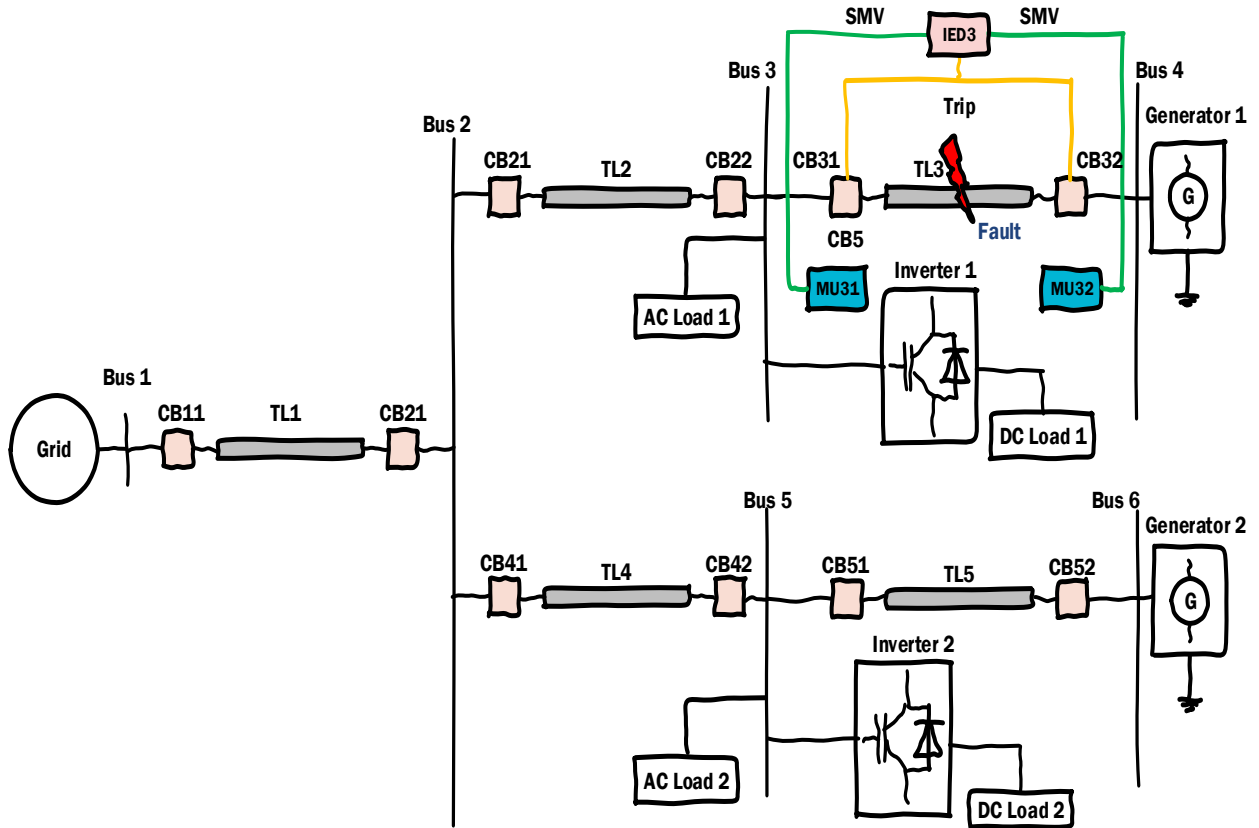 SMV
IED3
SMV
Bus 3
Bus 4
Trip
Generator 1
Bus 2
CB21
TL2
CB22
CB31
TL3
CB32
G
CB5
Fault
Inverter 1
MU31
MU32
AC Load 1
Bus 1
CB11
TL1
CB21
Grid
DC Load 1
Bus 5
Bus 6
Generator 2
CB41
TL4
CB42
CB51
TL5
CB52
G
Inverter 2
AC Load 2
DC Load 2